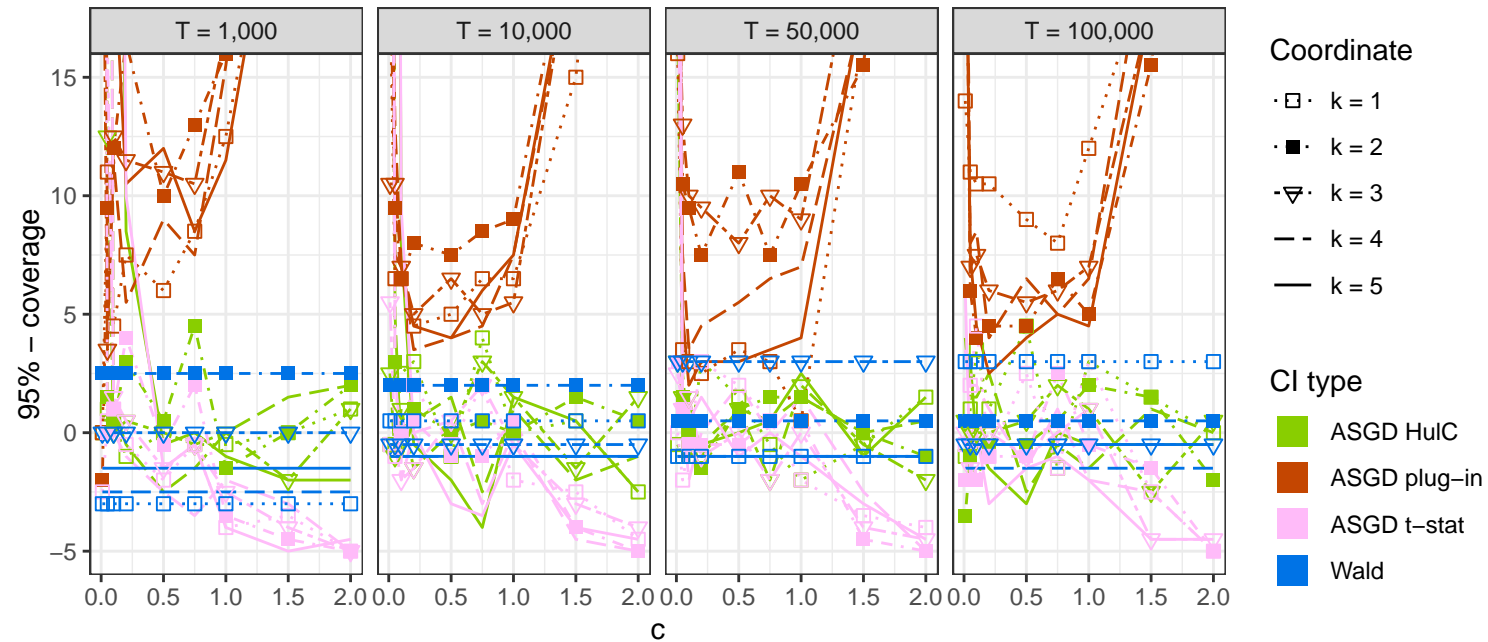 T = 1,000
T = 10,000
T = 50,000
T = 100,000
95% − coverage
15
10
5
0
−5
0.0 0.5 1.0 1.5 2.0
0.0 0.5 1.0 1.5 2.0
0.0 0.5 1.0 1.5 2.0
0.0 0.5 1.0 1.5 2.0
c
Coordinate
k = 1
k = 2
k = 3
k = 4
k = 5
CI type
ASGD HulC
ASGD plug−in
ASGD t−stat
Wald